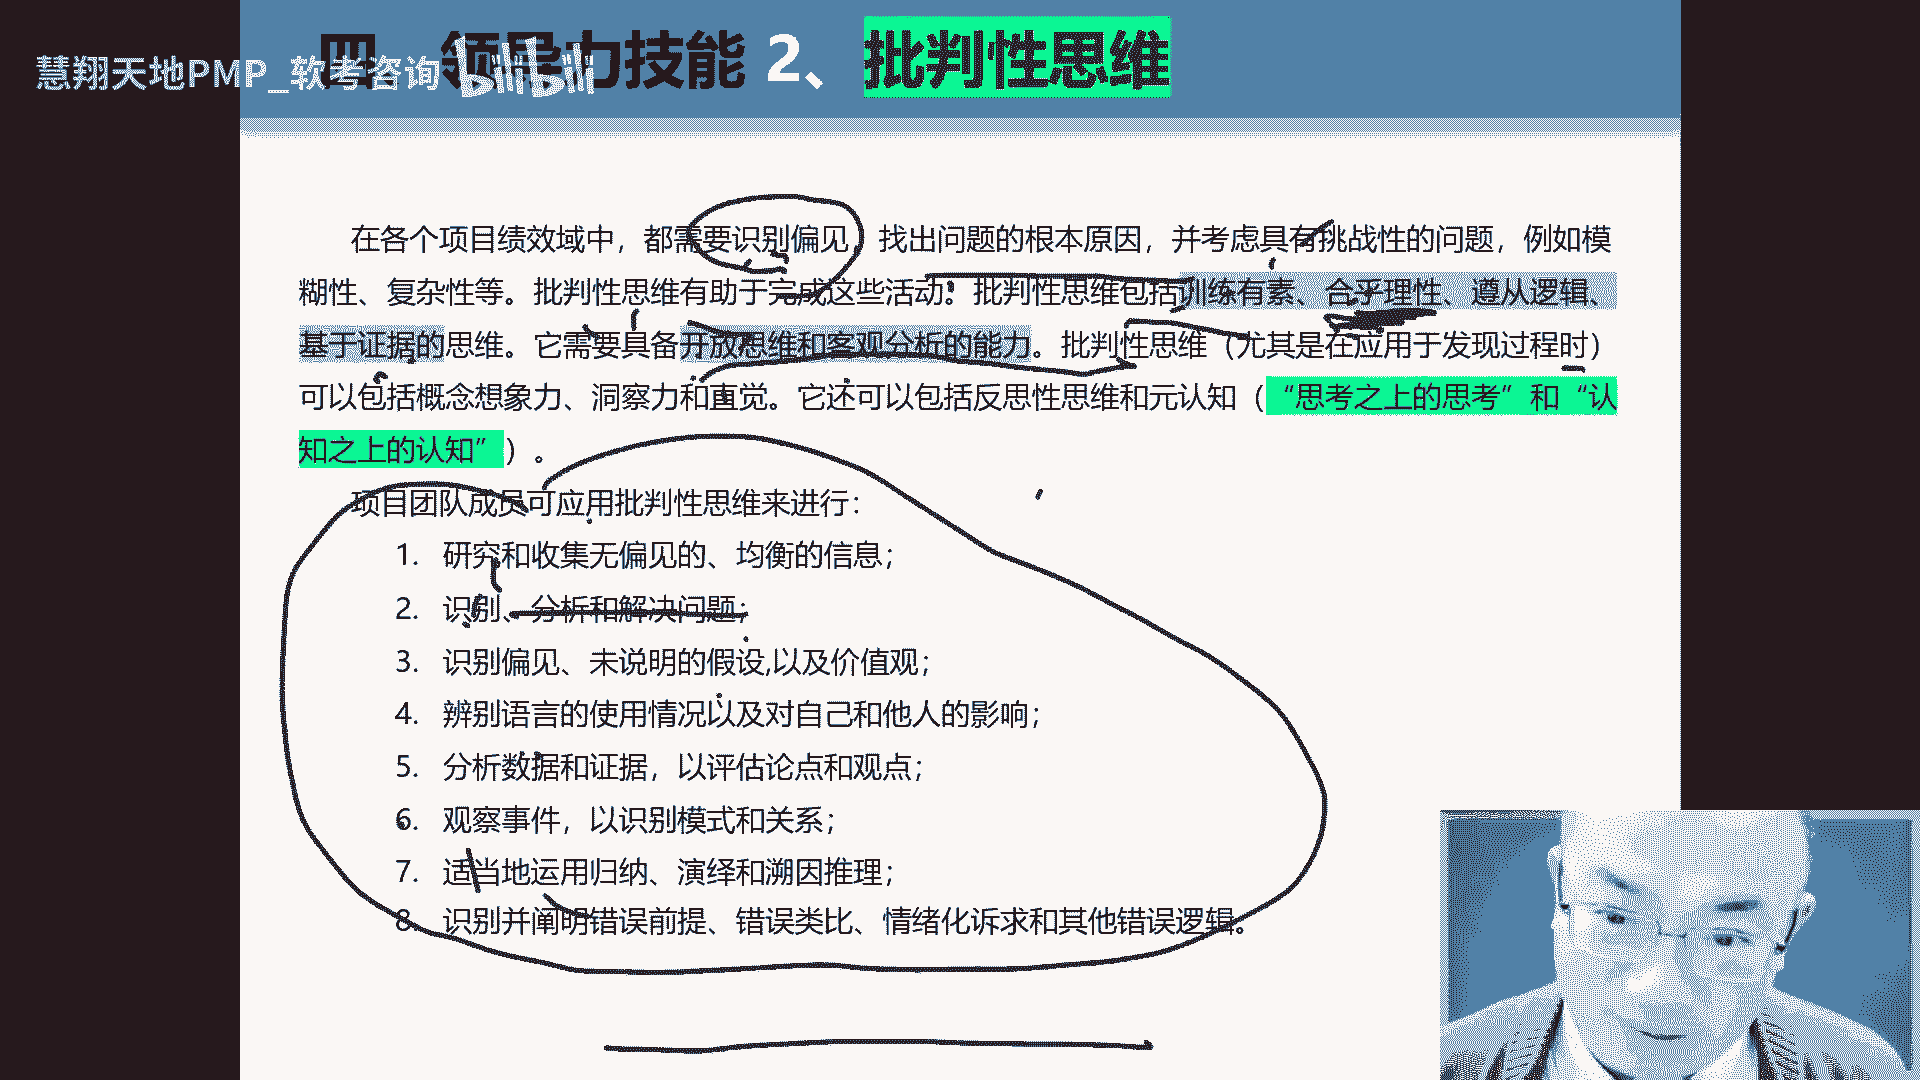 四、领导力技能 2、批判性思维
慧翔天地PMP_软考咨询 bilibili
在各个项目绩效域中，都需要识别偏见，找出问题的根本原因，并考虑具有挑战性的问题，例如模
糊性、复杂性等。批判性思维有助于完成这些活动。批判性思维包括训练有素、合乎理性、遵从逻辑、
基于证据的思维。它需要具备开放思维和客观分析的能力。批判性思维（尤其是在应用于发现过程时）
可以包括概念想象力、洞察力和直觉。它还可以包括反思性思维和元认知（“思考之上的思考”和“认
知之上的认知”）。
项目团队成员可应用批判性思维来进行：
1. 研究和收集无偏见的、均衡的信息；
2. 识别、分析和解决问题；
3. 识别偏见、未说明的假设,以及价值观；
4. 辨别语言的使用情况以及对自己和他人的影响；
5. 分析数据和证据，以评估论点和观点；
6. 观察事件，以识别模式和关系；
7. 适当地运用归纳、演绎和溯因推理；
8. 识别并阐明错误前提、错误类比、情绪化诉求和其他错误逻辑。